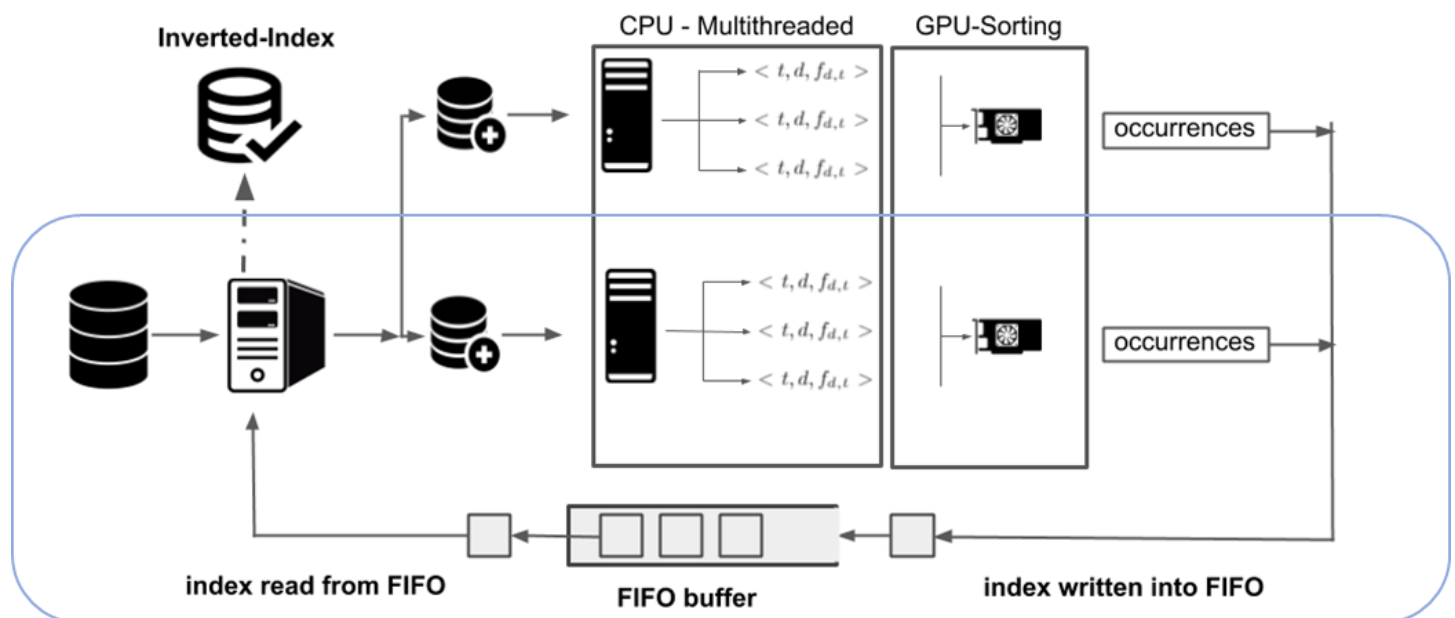 CPU - Multithreaded
GPU-Sorting
Inverted-Index
< t, d, f_{d,t} >
< t, d, f_{d,t} >
occurrences
< t, d, f_{d,t} >
< t, d, f_{d,t} >
< t, d, f_{d,t} >
occurrences
< t, d, f_{d,t} >
index read from FIFO
FIFO buffer
index written into FIFO